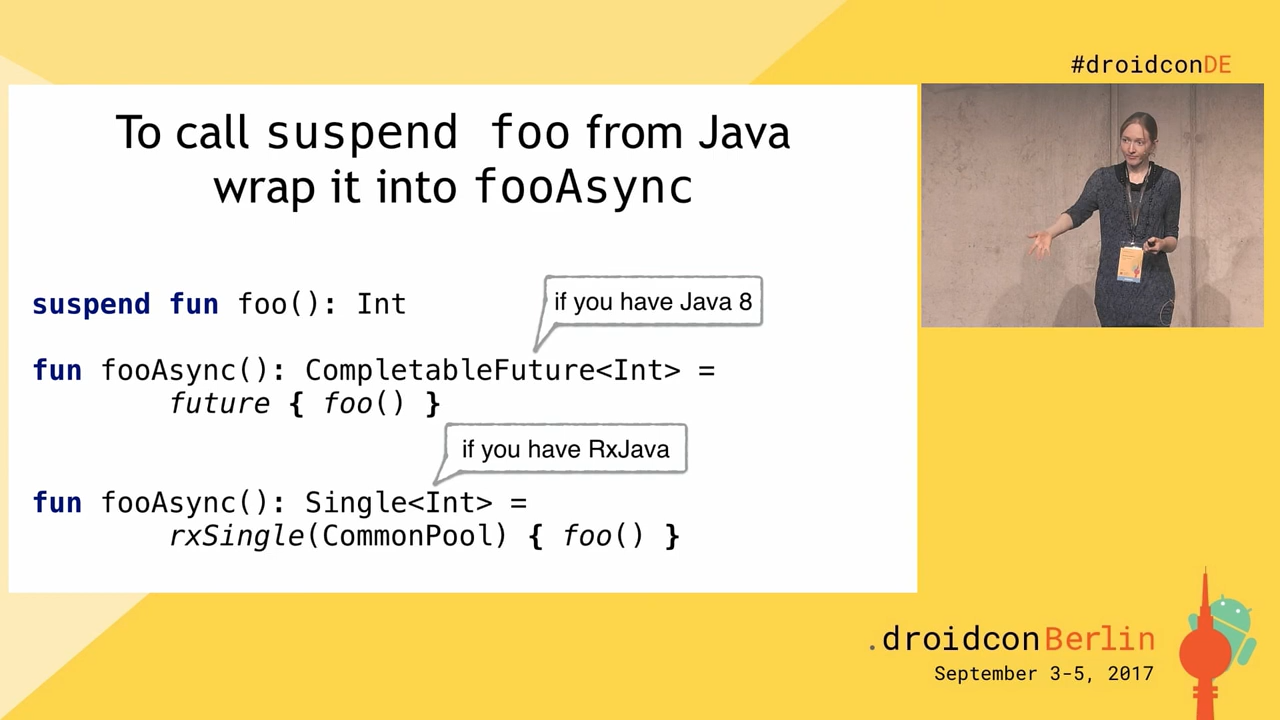 #droidconDE
To call suspend foo from Java
wrap it into fooAsync
suspend fun foo(): Int
if you have Java 8
fun fooAsync(): CompletableFuture<Int> =
future { foo() }
if you have RxJava
fun fooAsync(): Single<Int> =
rxSingle(CommonPool) { foo() }
.droidconBerlin
September 3-5, 2017